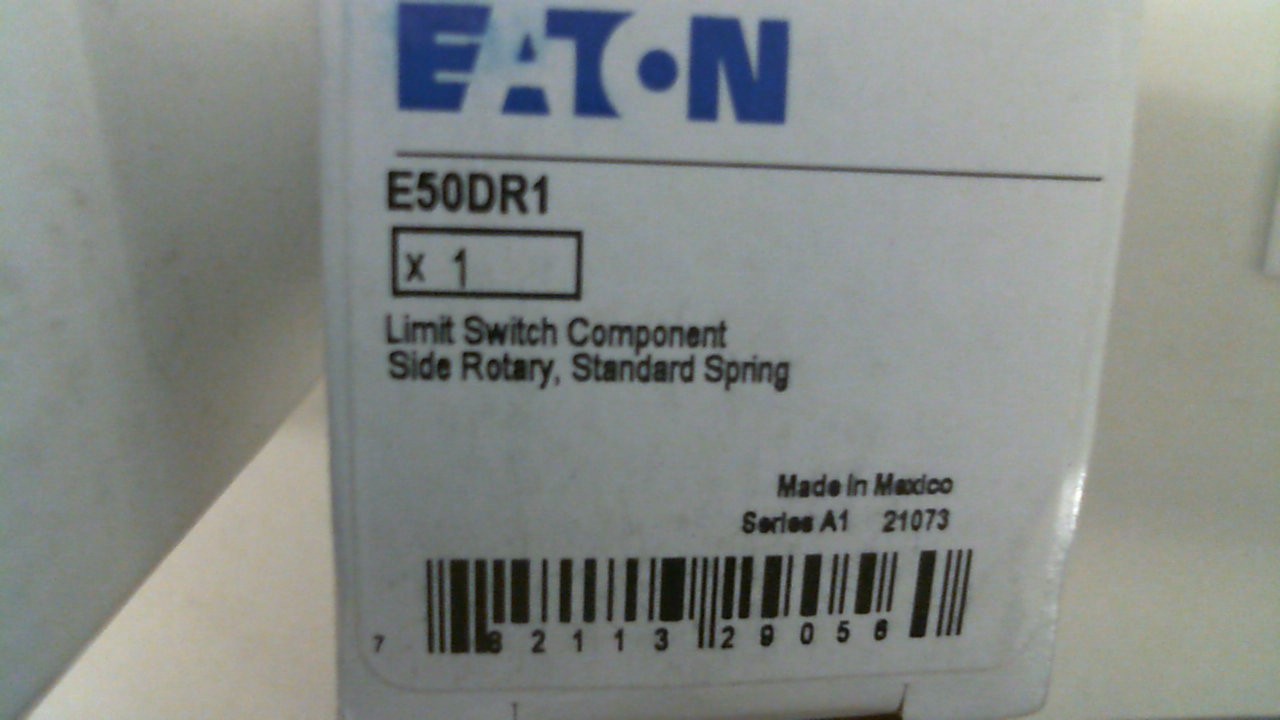 EATON
E50DR1
x 1
Limit Switch Component
Side Rotary, Standard Spring
Made in Mexico
Series A1 21073
7 82113 29056